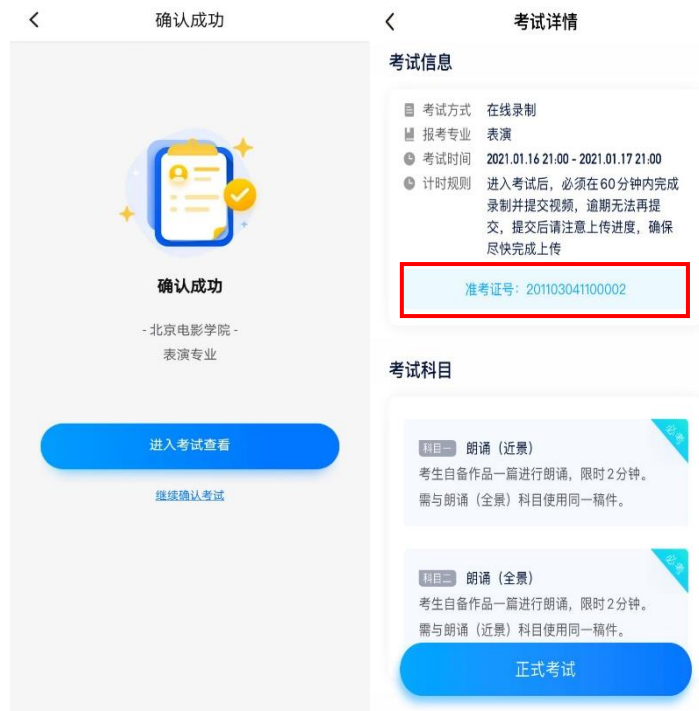 确认成功
确认成功
- 北京电影学院 -
表演专业
进入考试查看
继续确认考试
考试详情
考试信息
考试方式 在线录制
报考专业 表演
考试时间 2021.01.16 21:00 - 2021.01.17 21:00
计时规则 进入考试后，必须在60分钟内完成
录制并提交视频，逾期无法再提
交，提交后请注意上传进度，确保
尽快完成上传
准考证号：201103041100002
考试科目
必考
科目一 朗诵（近景）
考生自备作品一篇进行朗诵，限时2分钟。
需与朗诵（全景）科目使用同一稿件。
必考
科目二 朗诵（全景）
考生自备作品一篇进行朗诵，限时2分钟。
需与朗诵（近景）科目使用同一稿件。
正式考试